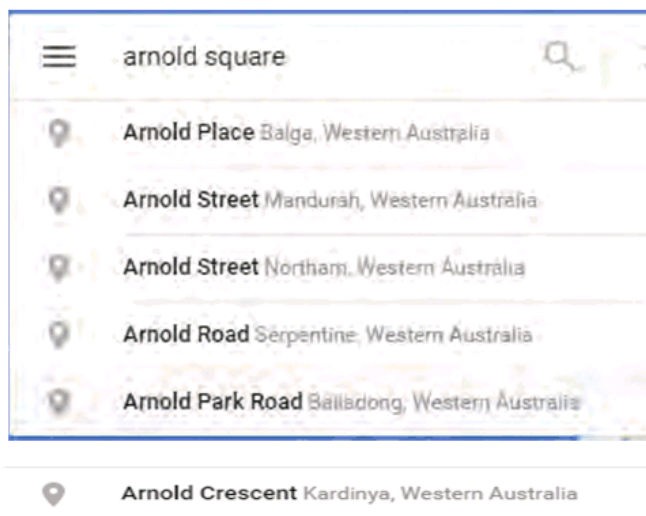 arnold square
Arnold Place Balga, Western Australia
Arnold Street Mandurah, Western Australia
Arnold Street Northam, Western Australia
Arnold Road Serpentine, Western Australia
Arnold Park Road Balladong, Western Australia
Arnold Crescent Kardinya, Western Australia